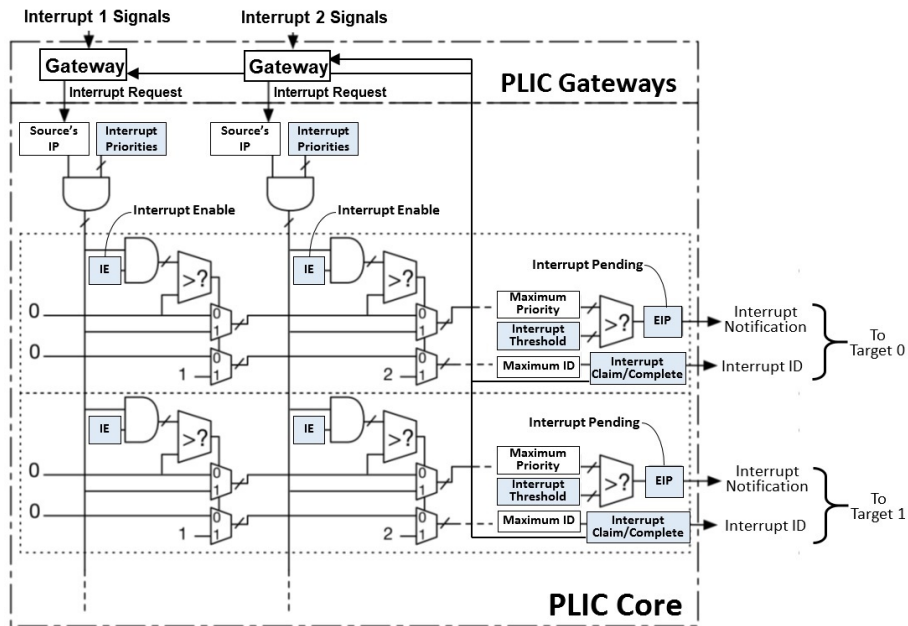 Interrupt 1 Signals
Interrupt 2 Signals
Gateway
Gateway
PLIC Gateways
Interrupt Request
Interrupt Request
Source's
IP
Interrupt
Priorities
Source's
IP
Interrupt
Priorities
Interrupt Enable
Interrupt Enable
IE
>?
IE
>?
Interrupt Pending
0
0
1
0
1
Maximum
Priority
Interrupt
Threshold
>?
EIP
Interrupt
Notification
0
0
1
1
0
1
2
Maximum ID
Interrupt
Claim/Complete
Interrupt ID
To
Target 0
IE
>?
IE
>?
Interrupt Pending
0
0
1
0
1
Maximum
Priority
Interrupt
Threshold
>?
EIP
Interrupt
Notification
0
0
1
1
0
1
2
Maximum ID
Interrupt
Claim/Complete
Interrupt ID
To
Target 1
PLIC Core